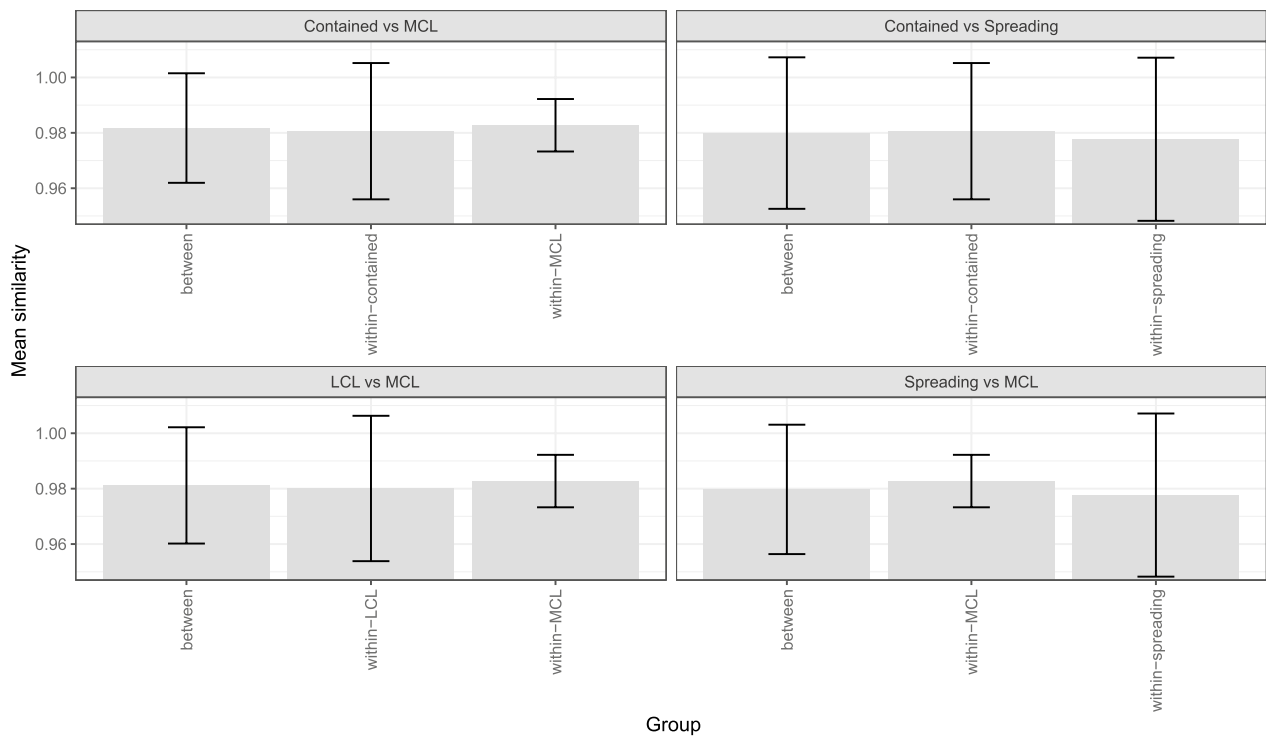 Contained vs MCL
Contained vs Spreading
1.00
0.98
0.96
between
within−contained
within−MCL
between
within−contained
within−spreading
Mean similarity
LCL vs MCL
Spreading vs MCL
1.00
0.98
0.96
between
within−LCL
within−MCL
between
within−MCL
within−spreading
Group